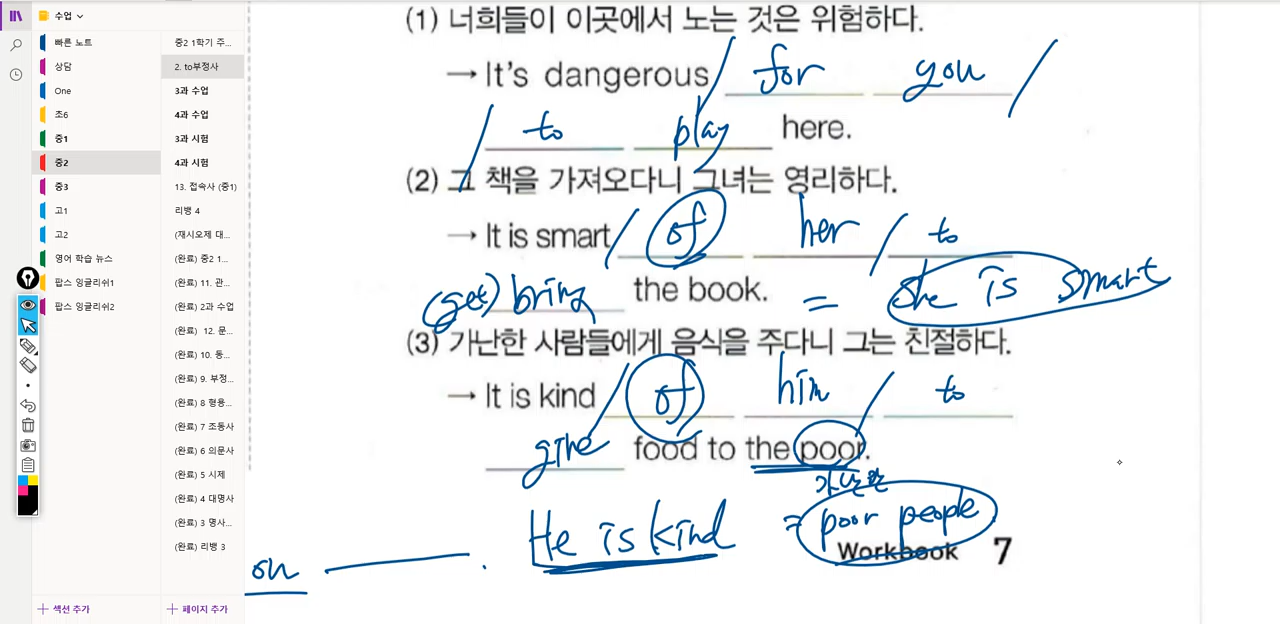 수업
빠른 노트
상담
One
초6
중1
중2
중3
고1
고2
영어 학습 뉴스
팝스 잉글리쉬1
팝스 잉글리쉬2
섹션 추가
중2 1학기 주...
2. to부정사
3과 수업
4과 수업
3과 시험
4과 시험
13. 접속사 (중1)
리뱅 4
(재시오제 대...
(완료) 중2 1...
(완료) 11. 관...
(완료) 2과 수업
(완료) 12. 문...
(완료) 10. 동...
(완료) 9. 부정...
(완료) 8 형용...
(완료) 7 조동사
(완료) 6 의문사
(완료) 5 시제
(완료) 4 대명사
(완료) 3 명사...
(완료) 리뱅 3
페이지 추가
(1) 너희들이 이곳에서 노는 것은 위험하다.
→ It's dangerous / for you /
/ to play here.
(2) 그 책을 가져오다니 그녀는 영리하다.
→ It is smart / of her / to
(get) bring the book. = she is smart
(3) 가난한 사람들에게 음식을 주다니 그는 친절하다.
→ It is kind / of him / to
give food to the poor.
가난한
He is kind = poor people
Workbook 7
on